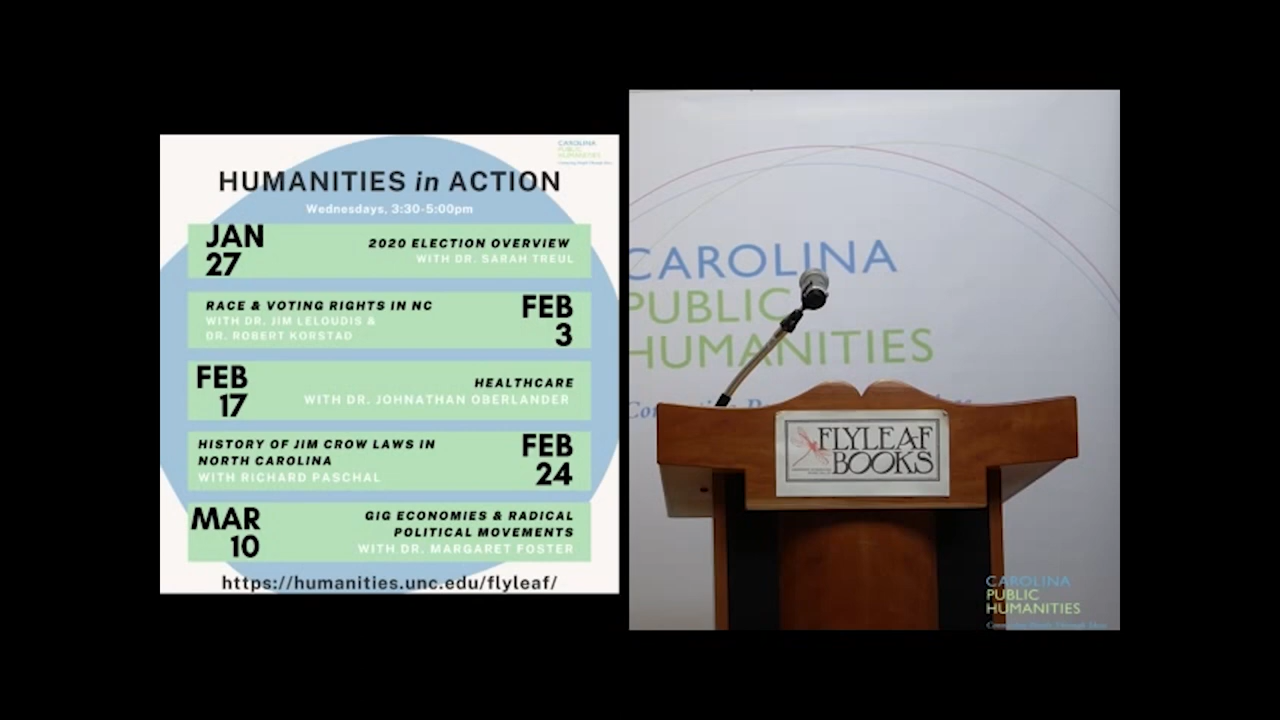 CAROLINA
PUBLIC
HUMANITIES
HUMANITIES in ACTION
Wednesdays, 3:30-5:00pm
JAN
27
2020 ELECTION OVERVIEW
WITH DR. SARAH TREUL
RACE & VOTING RIGHTS IN NC
WITH DR. JIM LELOUDIS &
DR. ROBERT KORSTAD
FEB
3
FEB
17
HEALTHCARE
WITH DR. JOHNATHAN OBERLANDER
HISTORY OF JIM CROW LAWS IN
NORTH CAROLINA
WITH RICHARD PASCHAL
FEB
24
MAR
10
GIG ECONOMIES & RADICAL
POLITICAL MOVEMENTS
WITH DR. MARGARET FOSTER
https://humanities.unc.edu/flyleaf/
CAROLINA
PUBLIC
HUMANITIES
FLYLEAF
BOOKS
CAROLINA
PUBLIC
HUMANITIES